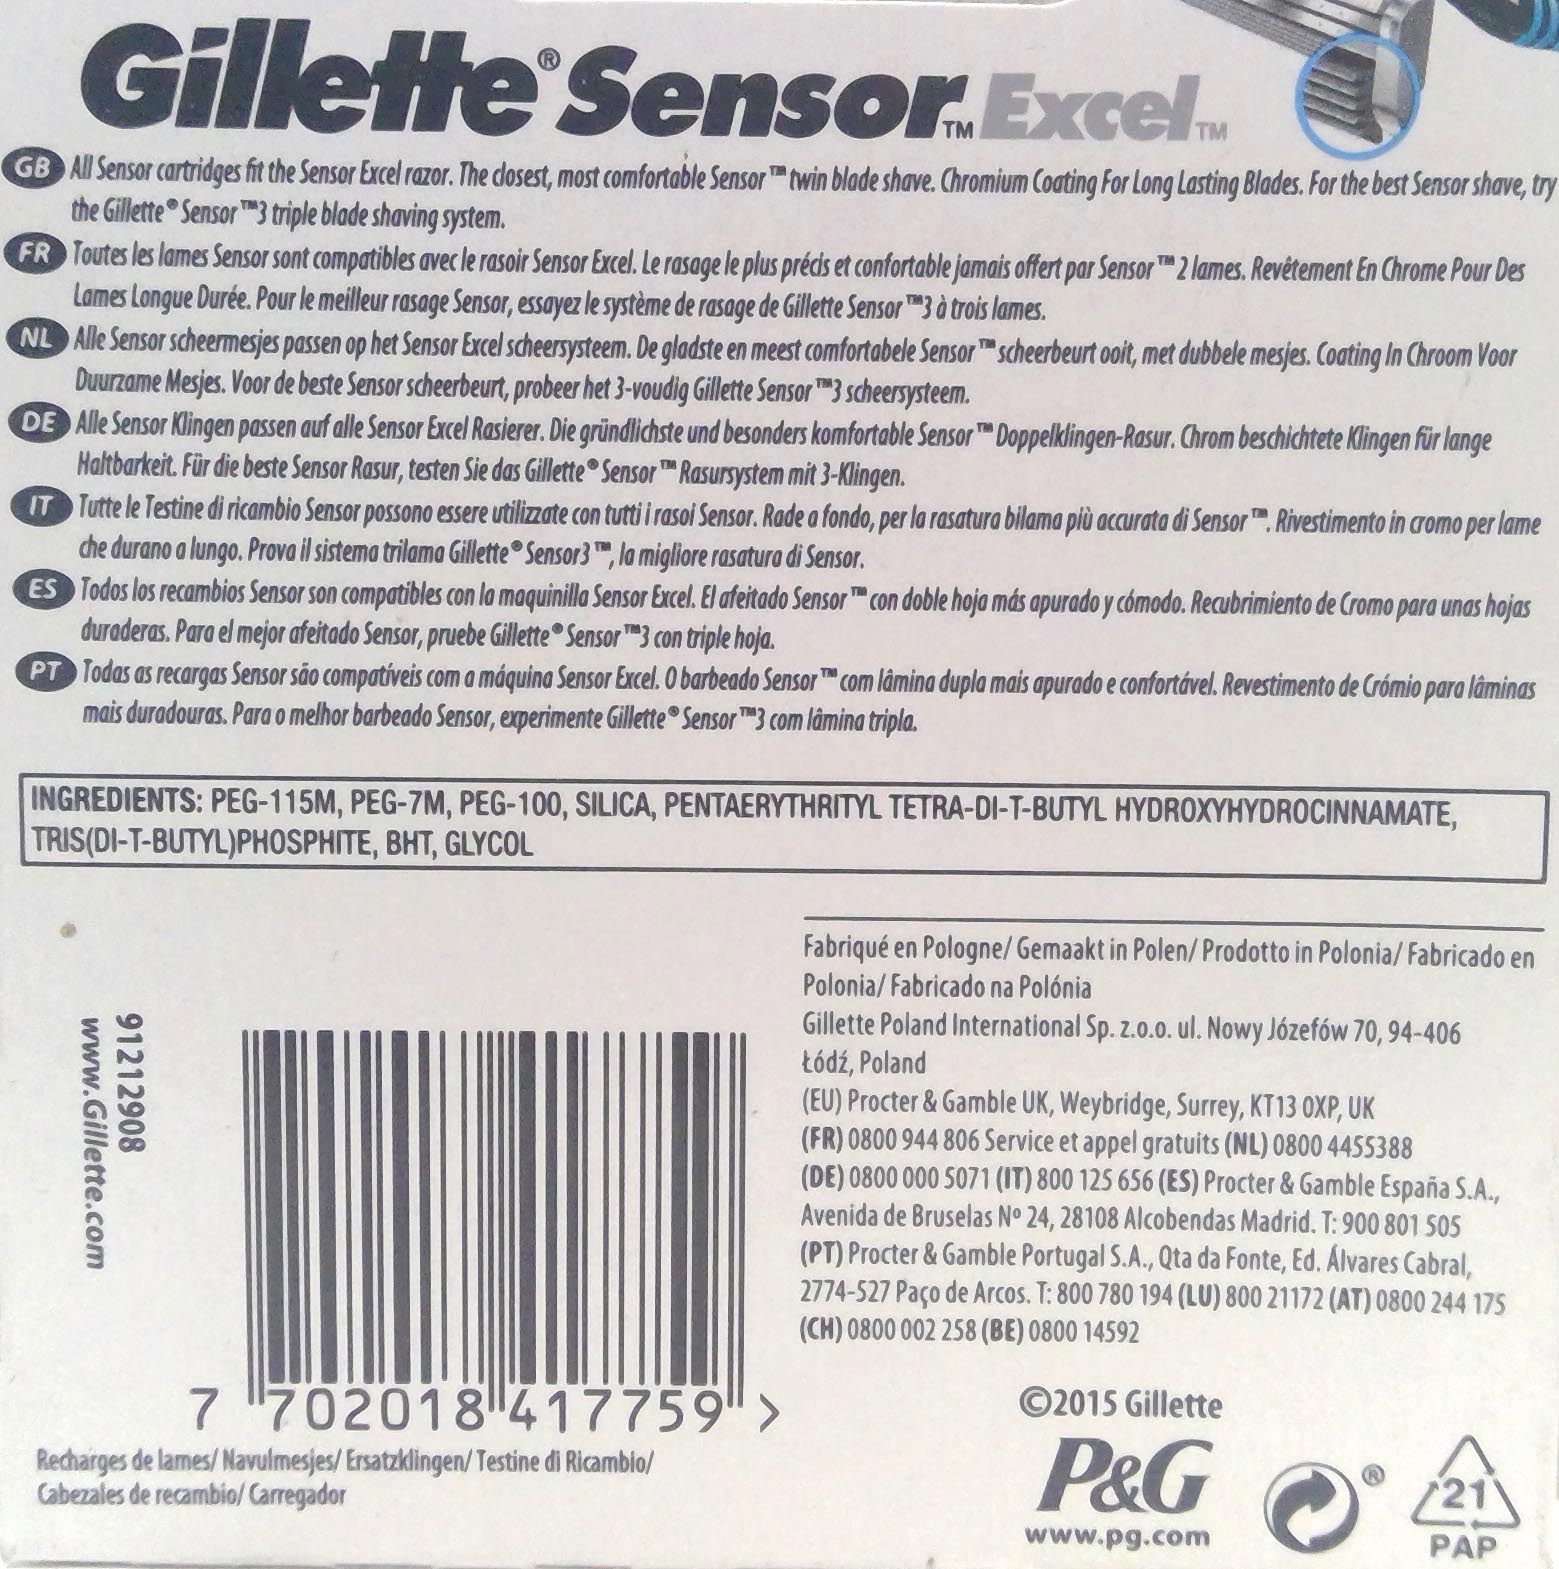 Gillette® Sensor™ Excel™
GB All Sensor cartridges fit the Sensor Excel razor. The closest, most comfortable Sensor™ twin blade shave. Chromium Coating For Long Lasting Blades. For the best Sensor shave, try
the Gillette® Sensor™3 triple blade shaving system.
FR Toutes les lames Sensor sont compatibles avec le rasoir Sensor Excel. Le rasage le plus précis et confortable jamais offert par Sensor™ 2 lames. Revêtement En Chrome Pour Des
Lames Longue Durée. Pour le meilleur rasage Sensor, essayez le système de rasage de Gillette Sensor™3 à trois lames.
NL Alle Sensor scheermesjes passen op het Sensor Excel scheersysteem. De gladste en meest comfortabele Sensor™ scheerbeurt ooit, met dubbele mesjes. Coating In Chroom Voor
Duurzame Mesjes. Voor de beste Sensor scheerbeurt, probeer het 3-voudig Gillette Sensor™3 scheersysteem.
DE Alle Sensor Klingen passen auf alle Sensor Excel Rasierer. Die gründlichste und besonders komfortable Sensor™ Doppelklingen-Rasur. Chrom beschichtete Klingen für lange
Haltbarkeit. Für die beste Sensor Rasur, testen Sie das Gillette® Sensor™ Rasursystem mit 3-Klingen.
IT Tutte le Testine di ricambio Sensor possono essere utilizzate con tutti i rasoi Sensor. Rade a fondo, per la rasatura bilama più accurata di Sensor™. Rivestimento in cromo per lame
che durano a lungo. Prova il sistema trilama Gillette® Sensor3™, la migliore rasatura di Sensor.
ES Todos los recambios Sensor son compatibles con la maquinilla Sensor Excel. El afeitado Sensor™ con doble hoja más apurado y cómodo. Recubrimiento de Cromo para unas hojas
duraderas. Para el mejor afeitado Sensor, pruebe Gillette® Sensor™3 con triple hoja.
PT Todas as recargas Sensor são compatíveis com a máquina Sensor Excel. O barbeado Sensor™ com lâmina dupla mais apurado e confortável. Revestimento de Crómio para lâminas
mais duradouras. Para o melhor barbeado Sensor, experimente Gillette® Sensor™3 com lâmina tripla.
INGREDIENTS: PEG-115M, PEG-7M, PEG-100, SILICA, PENTAERYTHRITYL TETRA-DI-T-BUTYL HYDROXYHYDROCINNAMATE,
TRIS(DI-T-BUTYL)PHOSPHITE, BHT, GLYCOL
91212908
www.Gillette.com
7 702018 417759 >
Recharges de lames/ Navulmesjes/ Ersatzklingen/ Testine di Ricambio/
Cabezales de recambio/ Carregador
Fabriqué en Pologne/ Gemaakt in Polen/ Prodotto in Polonia/ Fabricado en
Polonia/ Fabricado na Polónia
Gillette Poland International Sp. z.o.o. ul. Nowy Józefów 70, 94-406
Łódź, Poland
(EU) Procter & Gamble UK, Weybridge, Surrey, KT13 0XP, UK
(FR) 0800 944 806 Service et appel gratuits (NL) 0800 4455388
(DE) 0800 000 5071 (IT) 800 125 656 (ES) Procter & Gamble España S.A.,
Avenida de Bruselas Nº 24, 28108 Alcobendas Madrid. T: 900 801 505
(PT) Procter & Gamble Portugal S.A., Qta da Fonte, Ed. Álvares Cabral,
2774-527 Paço de Arcos. T: 800 780 194 (LU) 800 21172 (AT) 0800 244 175
(CH) 0800 002 258 (BE) 0800 14592
©2015 Gillette
P&G
www.pg.com
®
21
PAP